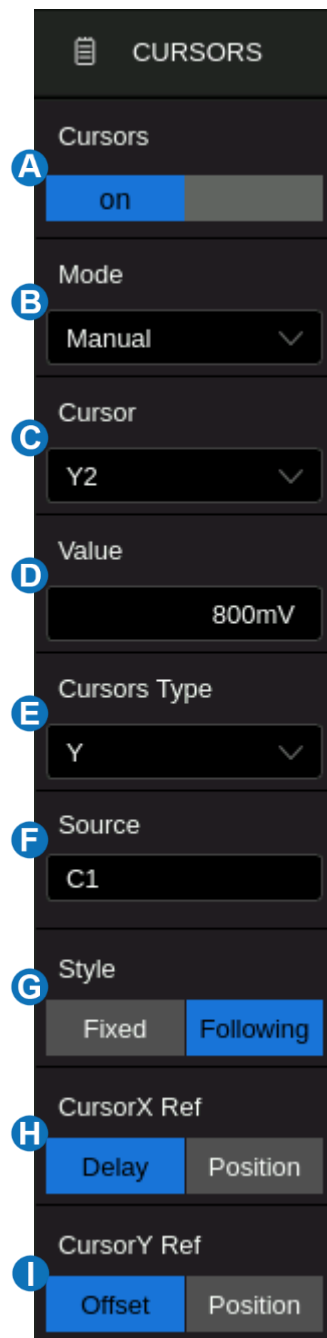 CURSORS
Cursors
A
on
Mode
B
Manual
Cursor
C
Y2
Value
D
800mV
Cursors Type
E
Y
Source
F
C1
Style
G
Fixed Following
CursorX Ref
H
Delay Position
CursorY Ref
I
Offset Position